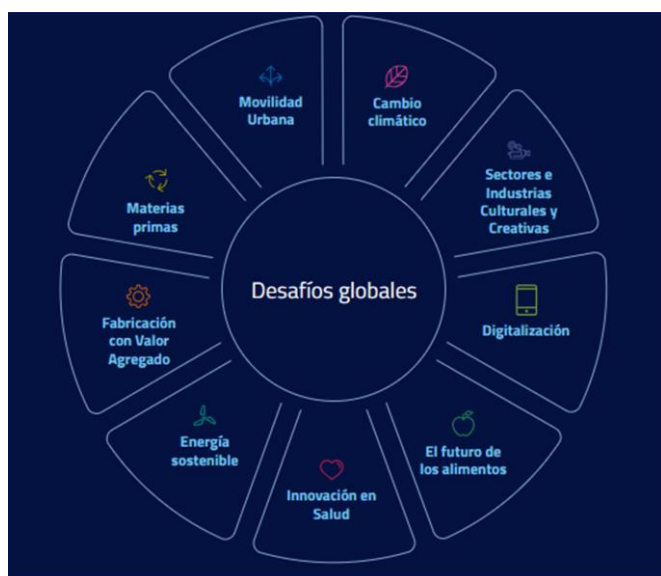 Desafíos globales
Cambio
climático
Sectores e
Industrias
Culturales y
Creativas
Digitalización
El futuro de
los alimentos
Innovación en
Salud
Energía
sostenible
Fabricación
con Valor
Agregado
Materias
primas
Movilidad
Urbana